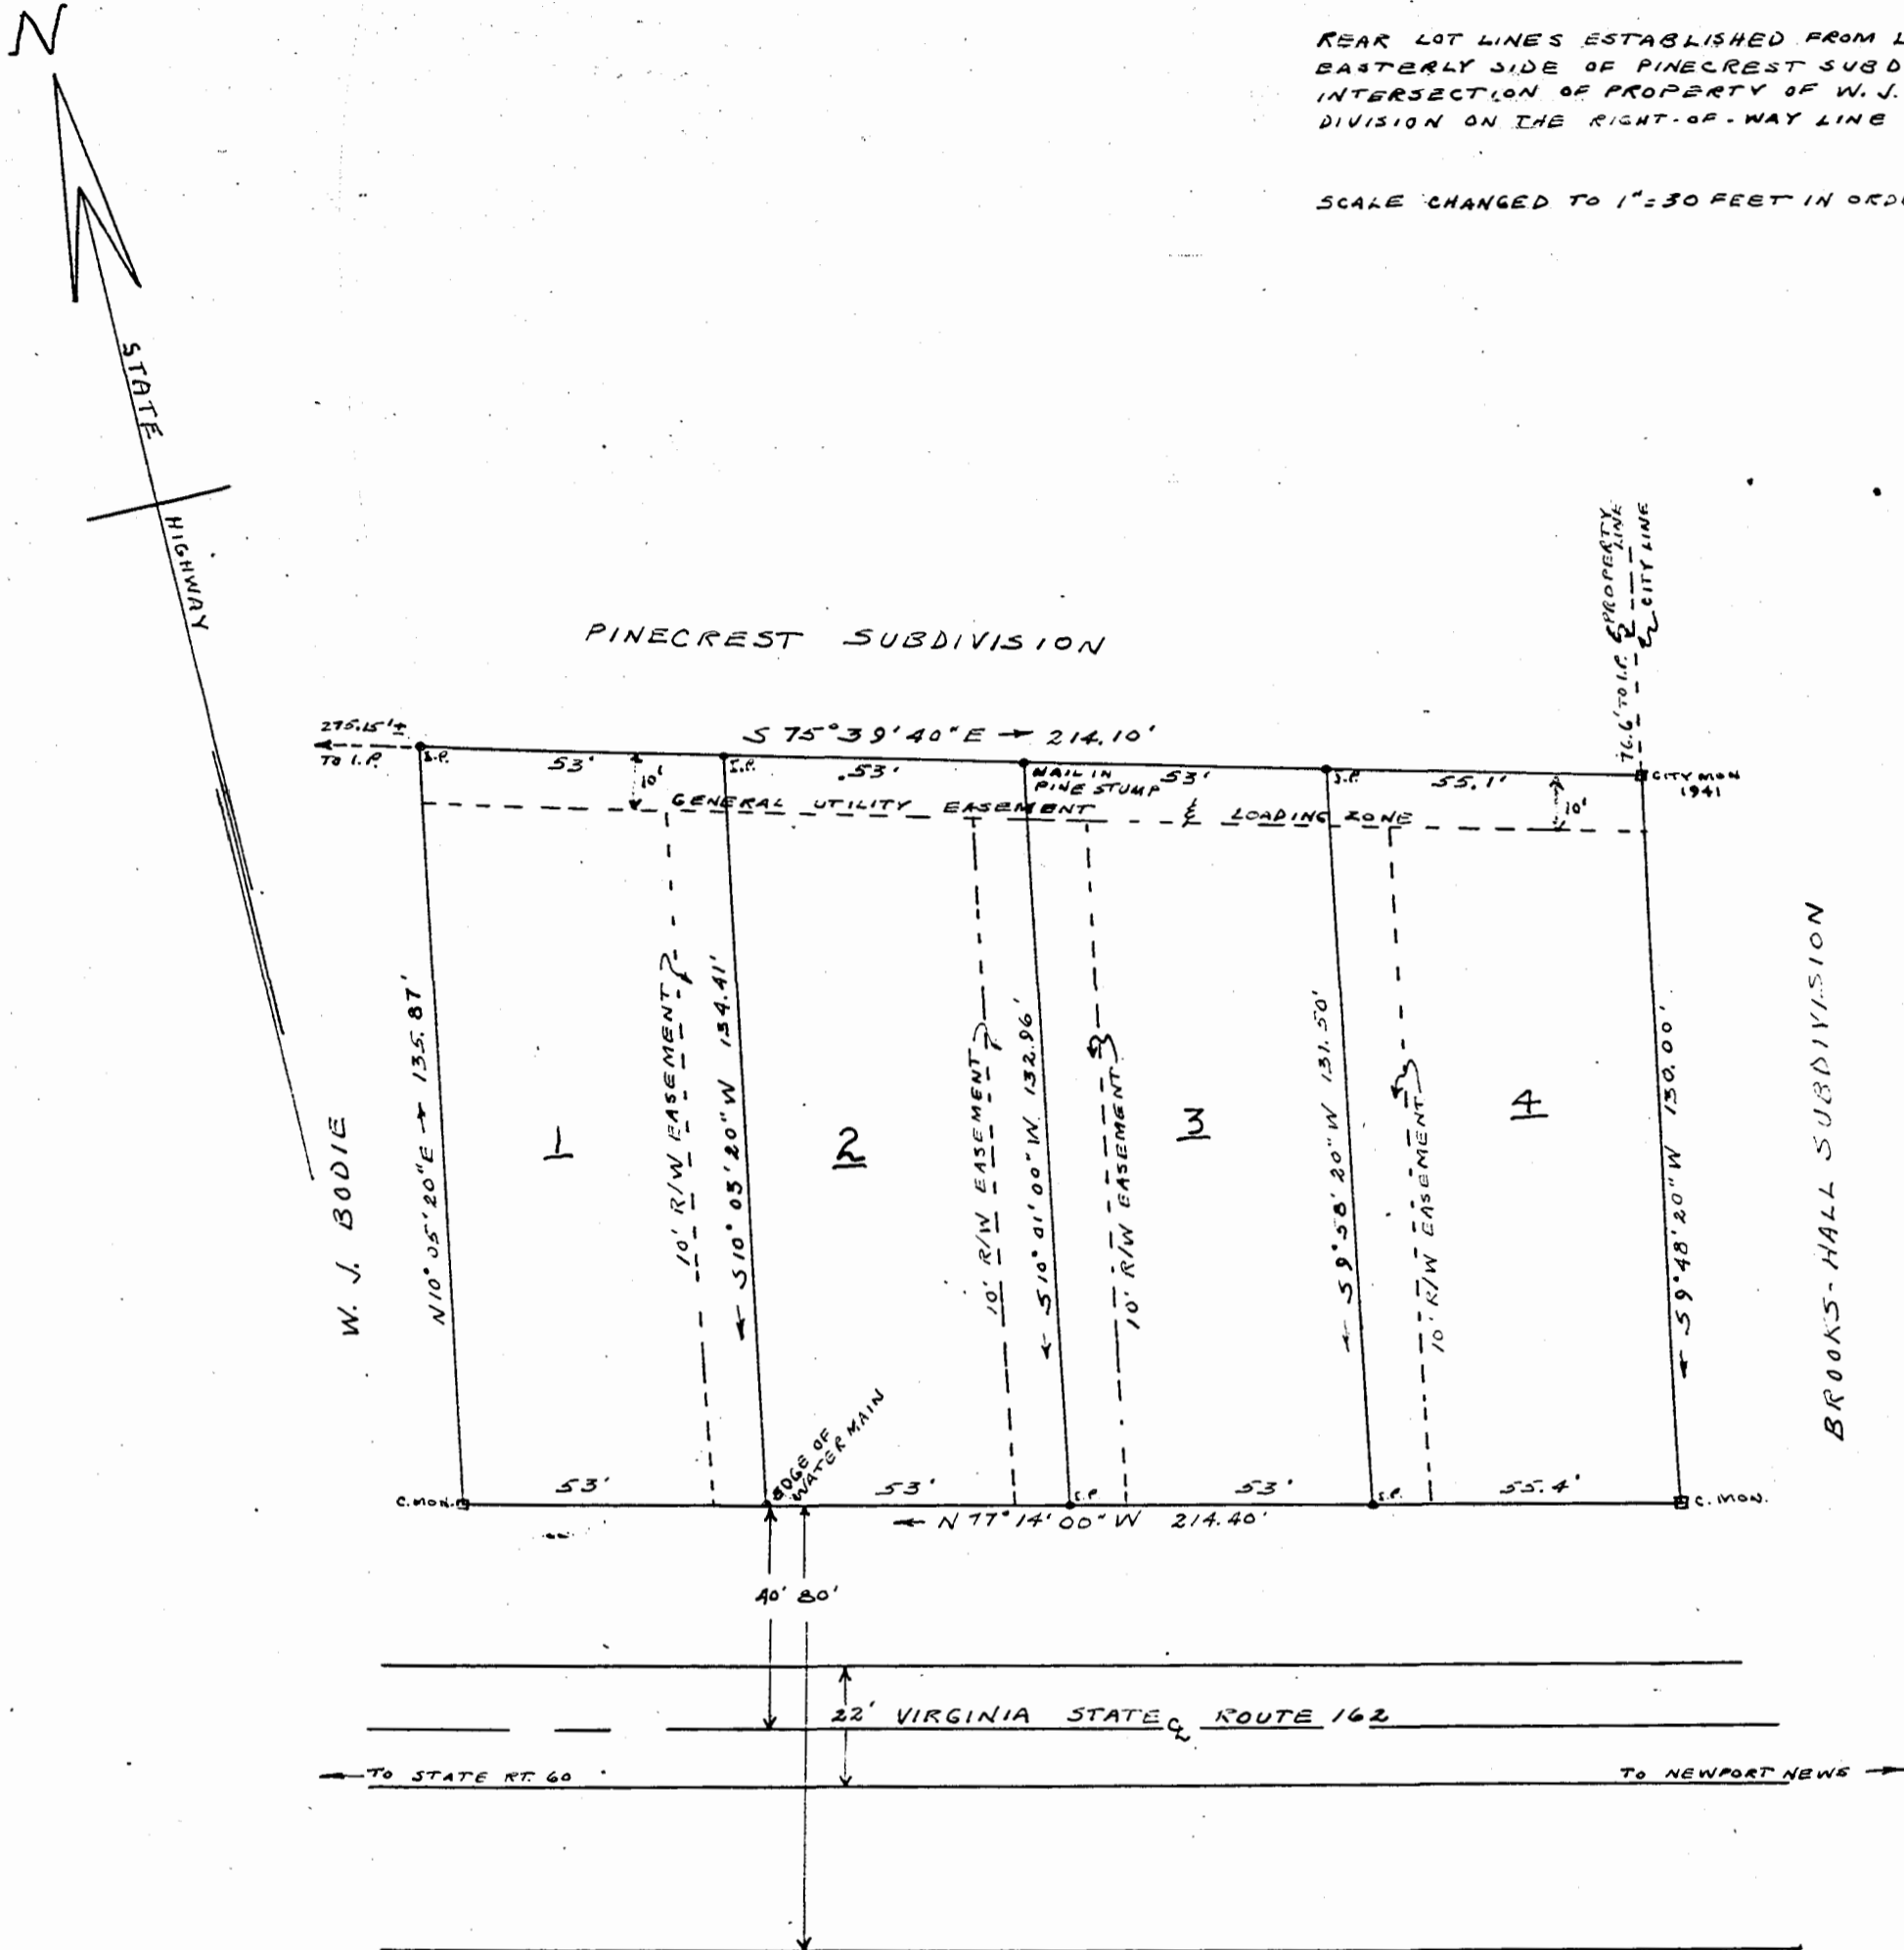 N
REAR LOT LINES ESTABLISHED FROM L
EASTERLY SIDE OF PINECREST SUBD
INTERSECTION OF PROPERTY OF W. J.
DIVISION ON THE RIGHT-OF-WAY LINE
SCALE CHANGED TO 1"=30 FEET IN ORD
STATE
HIGHWAY
PROPERTY
LINE
CITY LINE
76.6' TO I.P.
PINECREST SUBDIVISION
275.15'±
TO I.P.
S 75° 39' 40" E → 214.10'
I.P.
53'
10'
I.P.
53'
NAIL IN
PINE STUMP
53'
I.P.
55.1'
10'
CITY MON
1941
GENERAL UTILITY EASEMENT & LOADING ZONE
W. J. BODIE
N10° 05' 20" E → 135.87'
1
10' R/W EASEMENT
← S10° 03' 20" W 134.41'
2
10' R/W EASEMENT
← S10° 01' 00" W 132.96'
10' R/W EASEMENT
3
← S9° 58' 20" W 131.50'
10' R/W EASEMENT
4
← S9° 48' 20" W 130.00'
BROOKS-HALL SUBDIVISION
EDGE OF
WATER MAIN
C. MON.
53'
53'
I.P.
53'
I.P.
55.4'
C. MON.
← N 77° 14' 00" W 214.40'
40' 80'
22' VIRGINIA STATE ℄ ROUTE 162
← TO STATE RT. 60
TO NEWPORT NEWS →